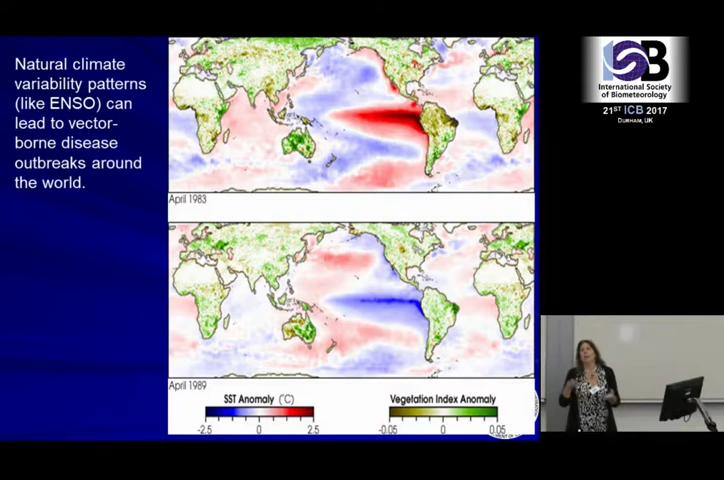 Natural climate
variability patterns
(like ENSO) can
lead to vector-
borne disease
outbreaks around
the world.
April 1983
April 1989
SST Anomaly (°C)
-2.5 0 2.5
Vegetation Index Anomaly
-0.05 0 0.05
ISB
International Society
of Biometeorology
21ST ICB 2017
DURHAM, UK